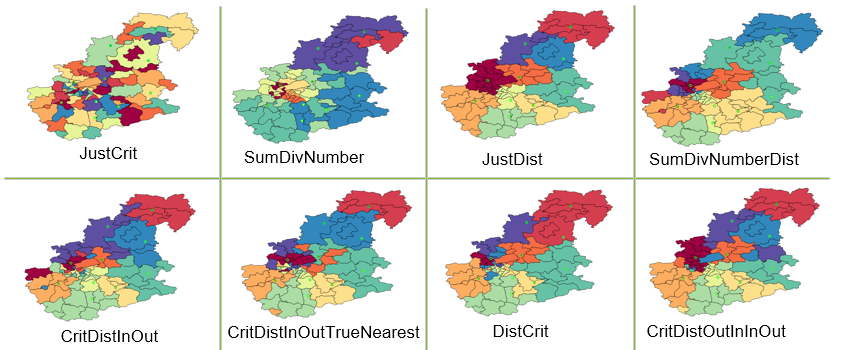 JustCrit
SumDivNumber
JustDist
SumDivNumberDist
CritDistInOut
CritDistInOutTrueNearest
DistCrit
CritDistOutInInOut